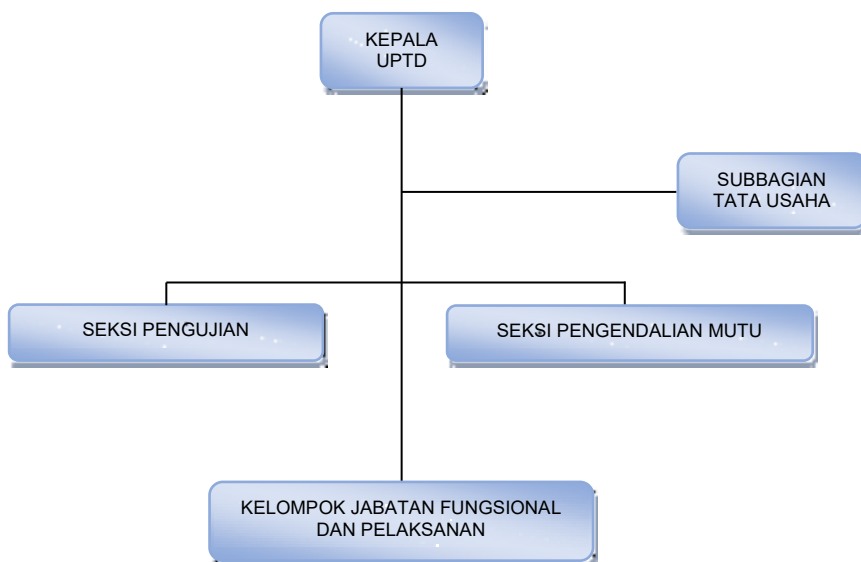 KEPALA
UPTD
SUBBAGIAN
TATA USAHA
SEKSI PENGUJIAN
SEKSI PENGENDALIAN MUTU
KELOMPOK JABATAN FUNGSIONAL
DAN PELAKSANAN